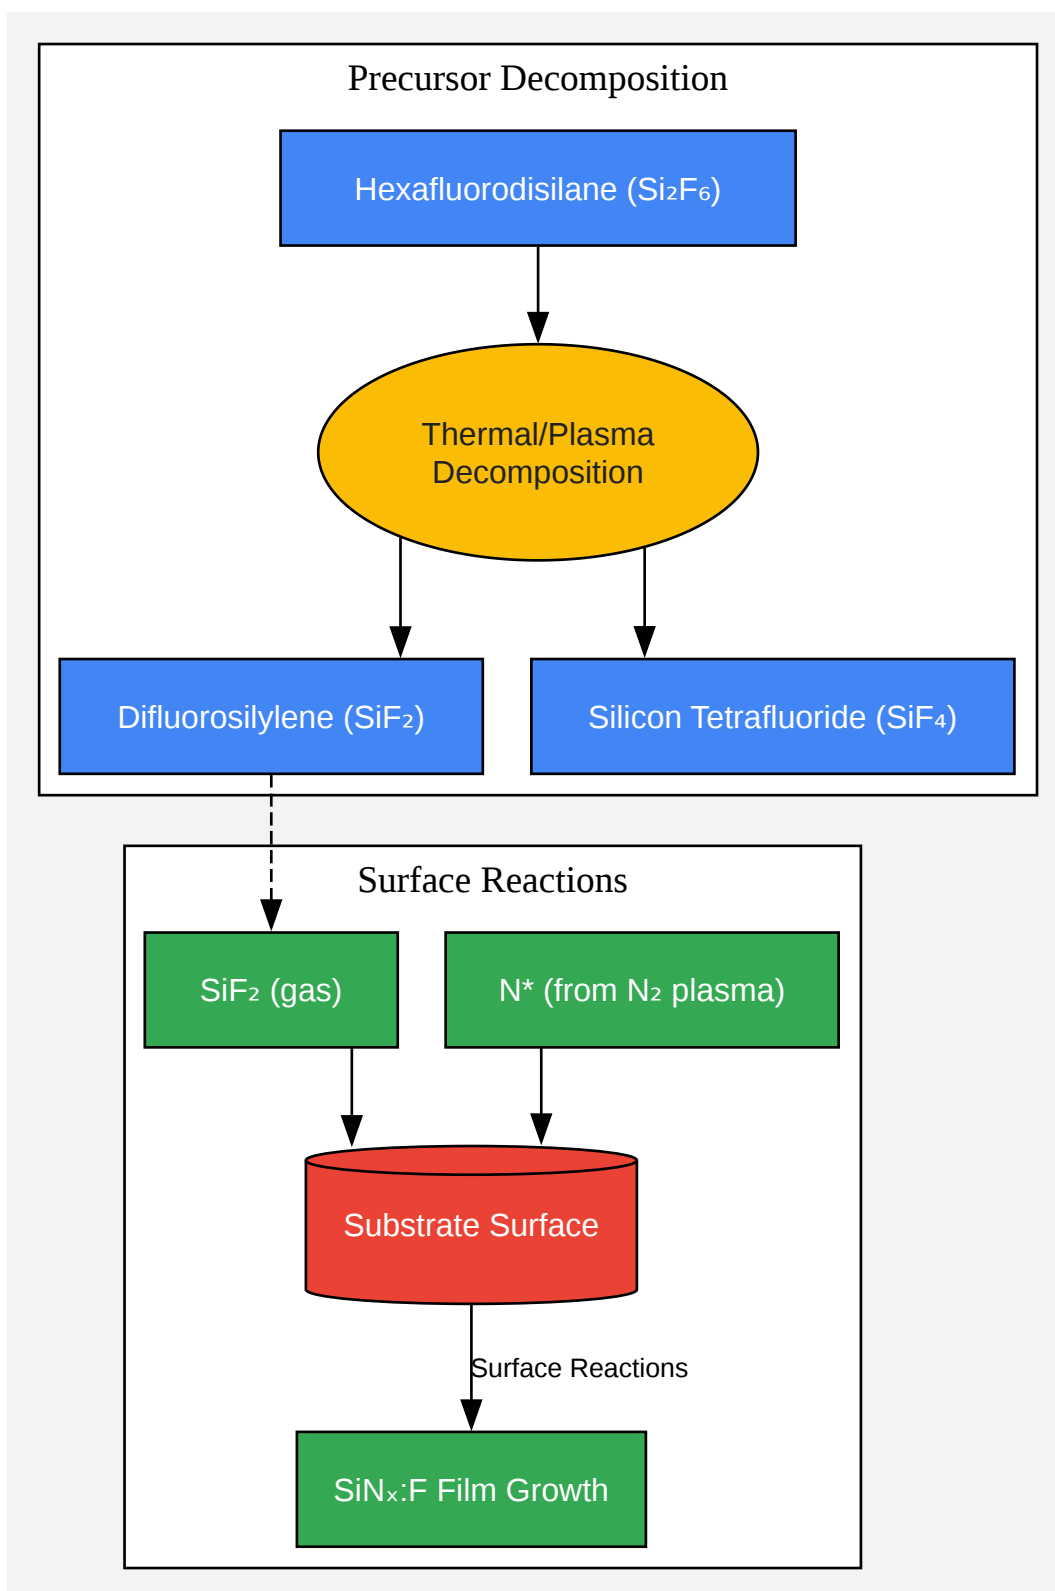 Precursor Decomposition
Hexafluorodisilane (Si₂F₆)
Thermal/Plasma
Decomposition
Difluorosilylene (SiF₂)
Silicon Tetrafluoride (SiF₄)
Surface Reactions
SiF₂ (gas)
N* (from N₂ plasma)
Substrate Surface
Surface Reactions
SiNₓ:F Film Growth